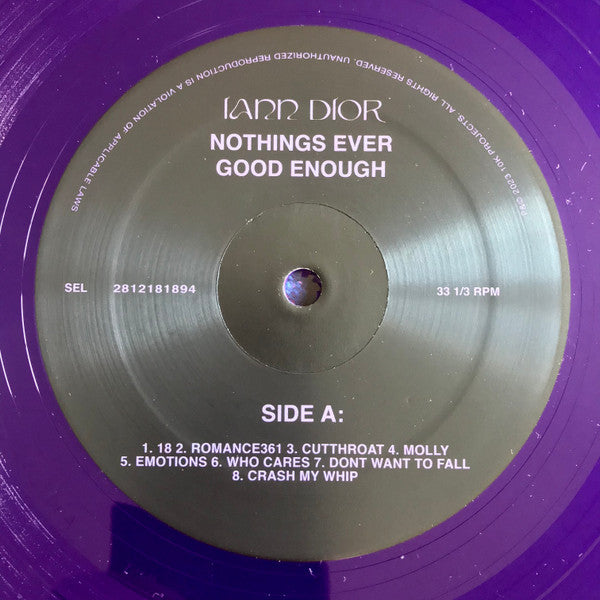 IANN DIOR
NOTHINGS EVER
GOOD ENOUGH
℗&© 2023 10K PROJECTS. ALL RIGHTS RESERVED. UNAUTHORIZED REPRODUCTION IS A VIOLATION OF APPLICABLE LAWS
SEL 2812181894
33 1/3 RPM
SIDE A:
1. 18 2. ROMANCE361 3. CUTTHROAT 4. MOLLY
5. EMOTIONS 6. WHO CARES 7. DONT WANT TO FALL
8. CRASH MY WHIP